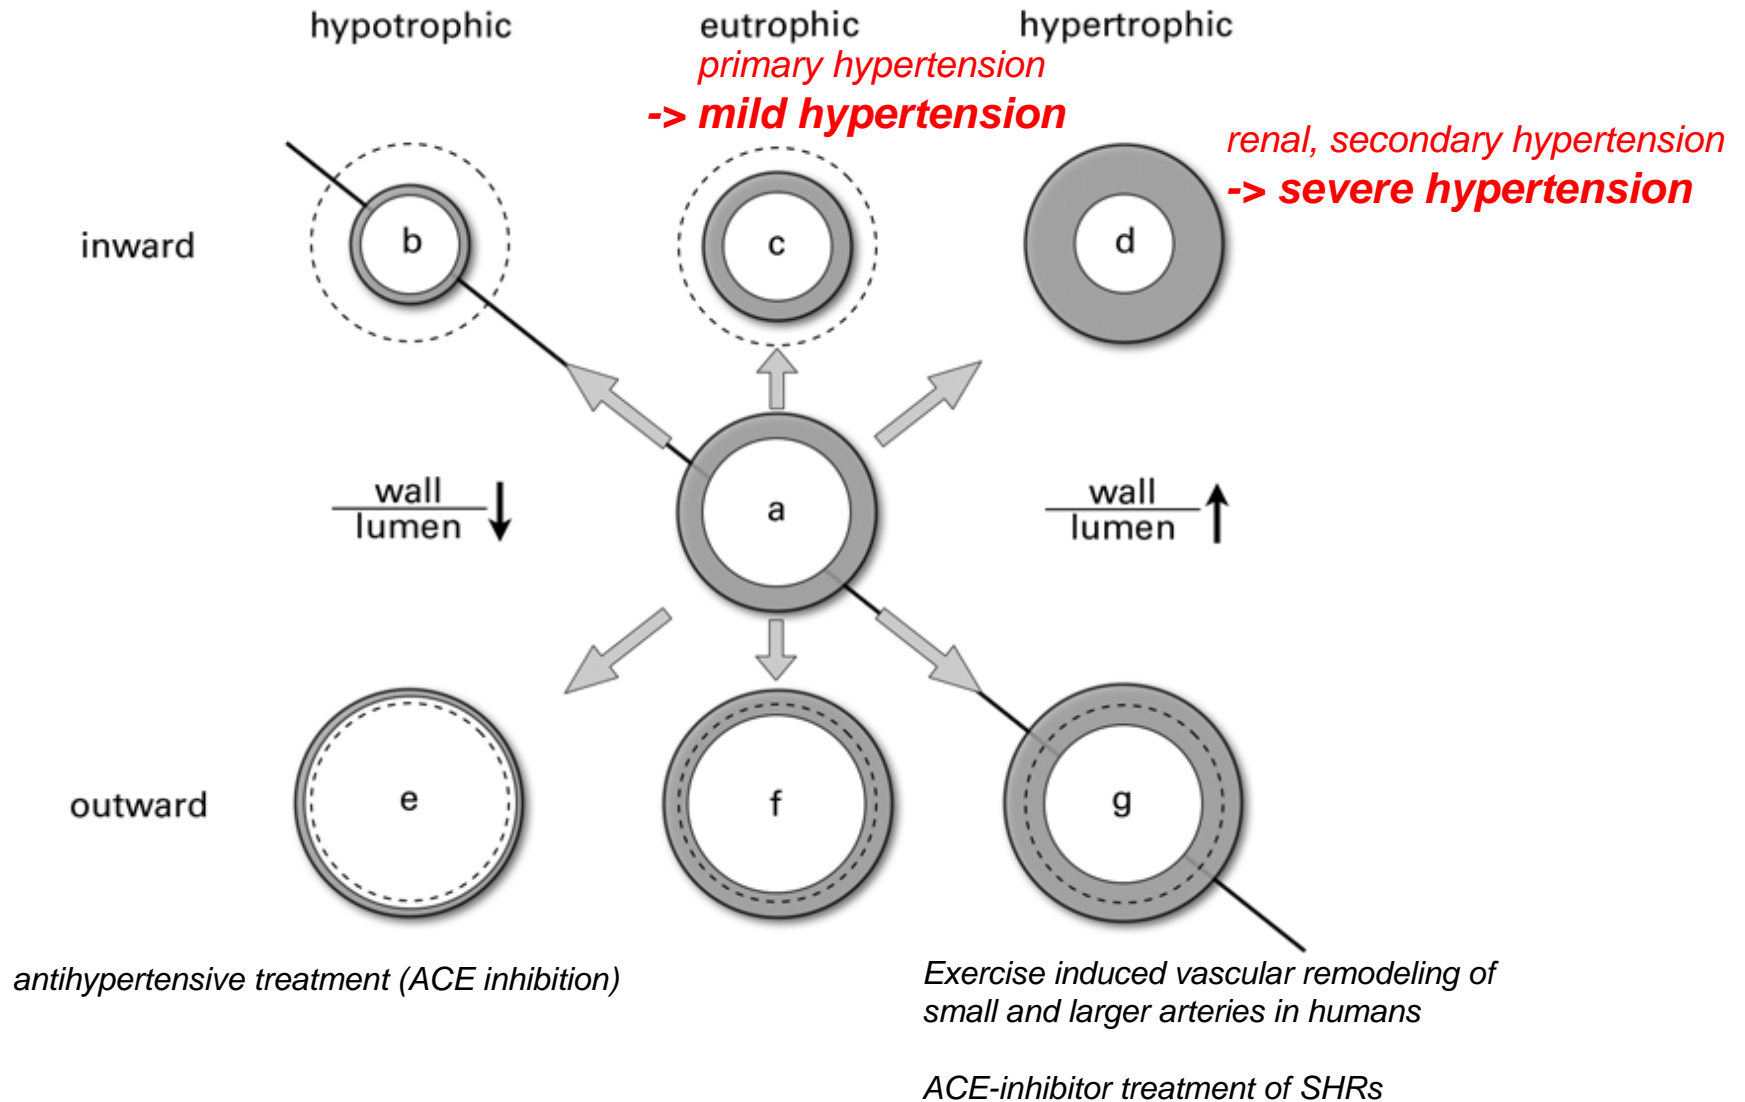 hypotrophic eutrophic hypertrophic
primary hypertension
-> mild hypertension
renal, secondary hypertension
-> severe hypertension
inward b c d
wall
lumen
a
wall
lumen
outward e f g
antihypertensive treatment (ACE inhibition)
Exercise induced vascular remodeling of
small and larger arteries in humans
ACE-inhibitor treatment of SHRs